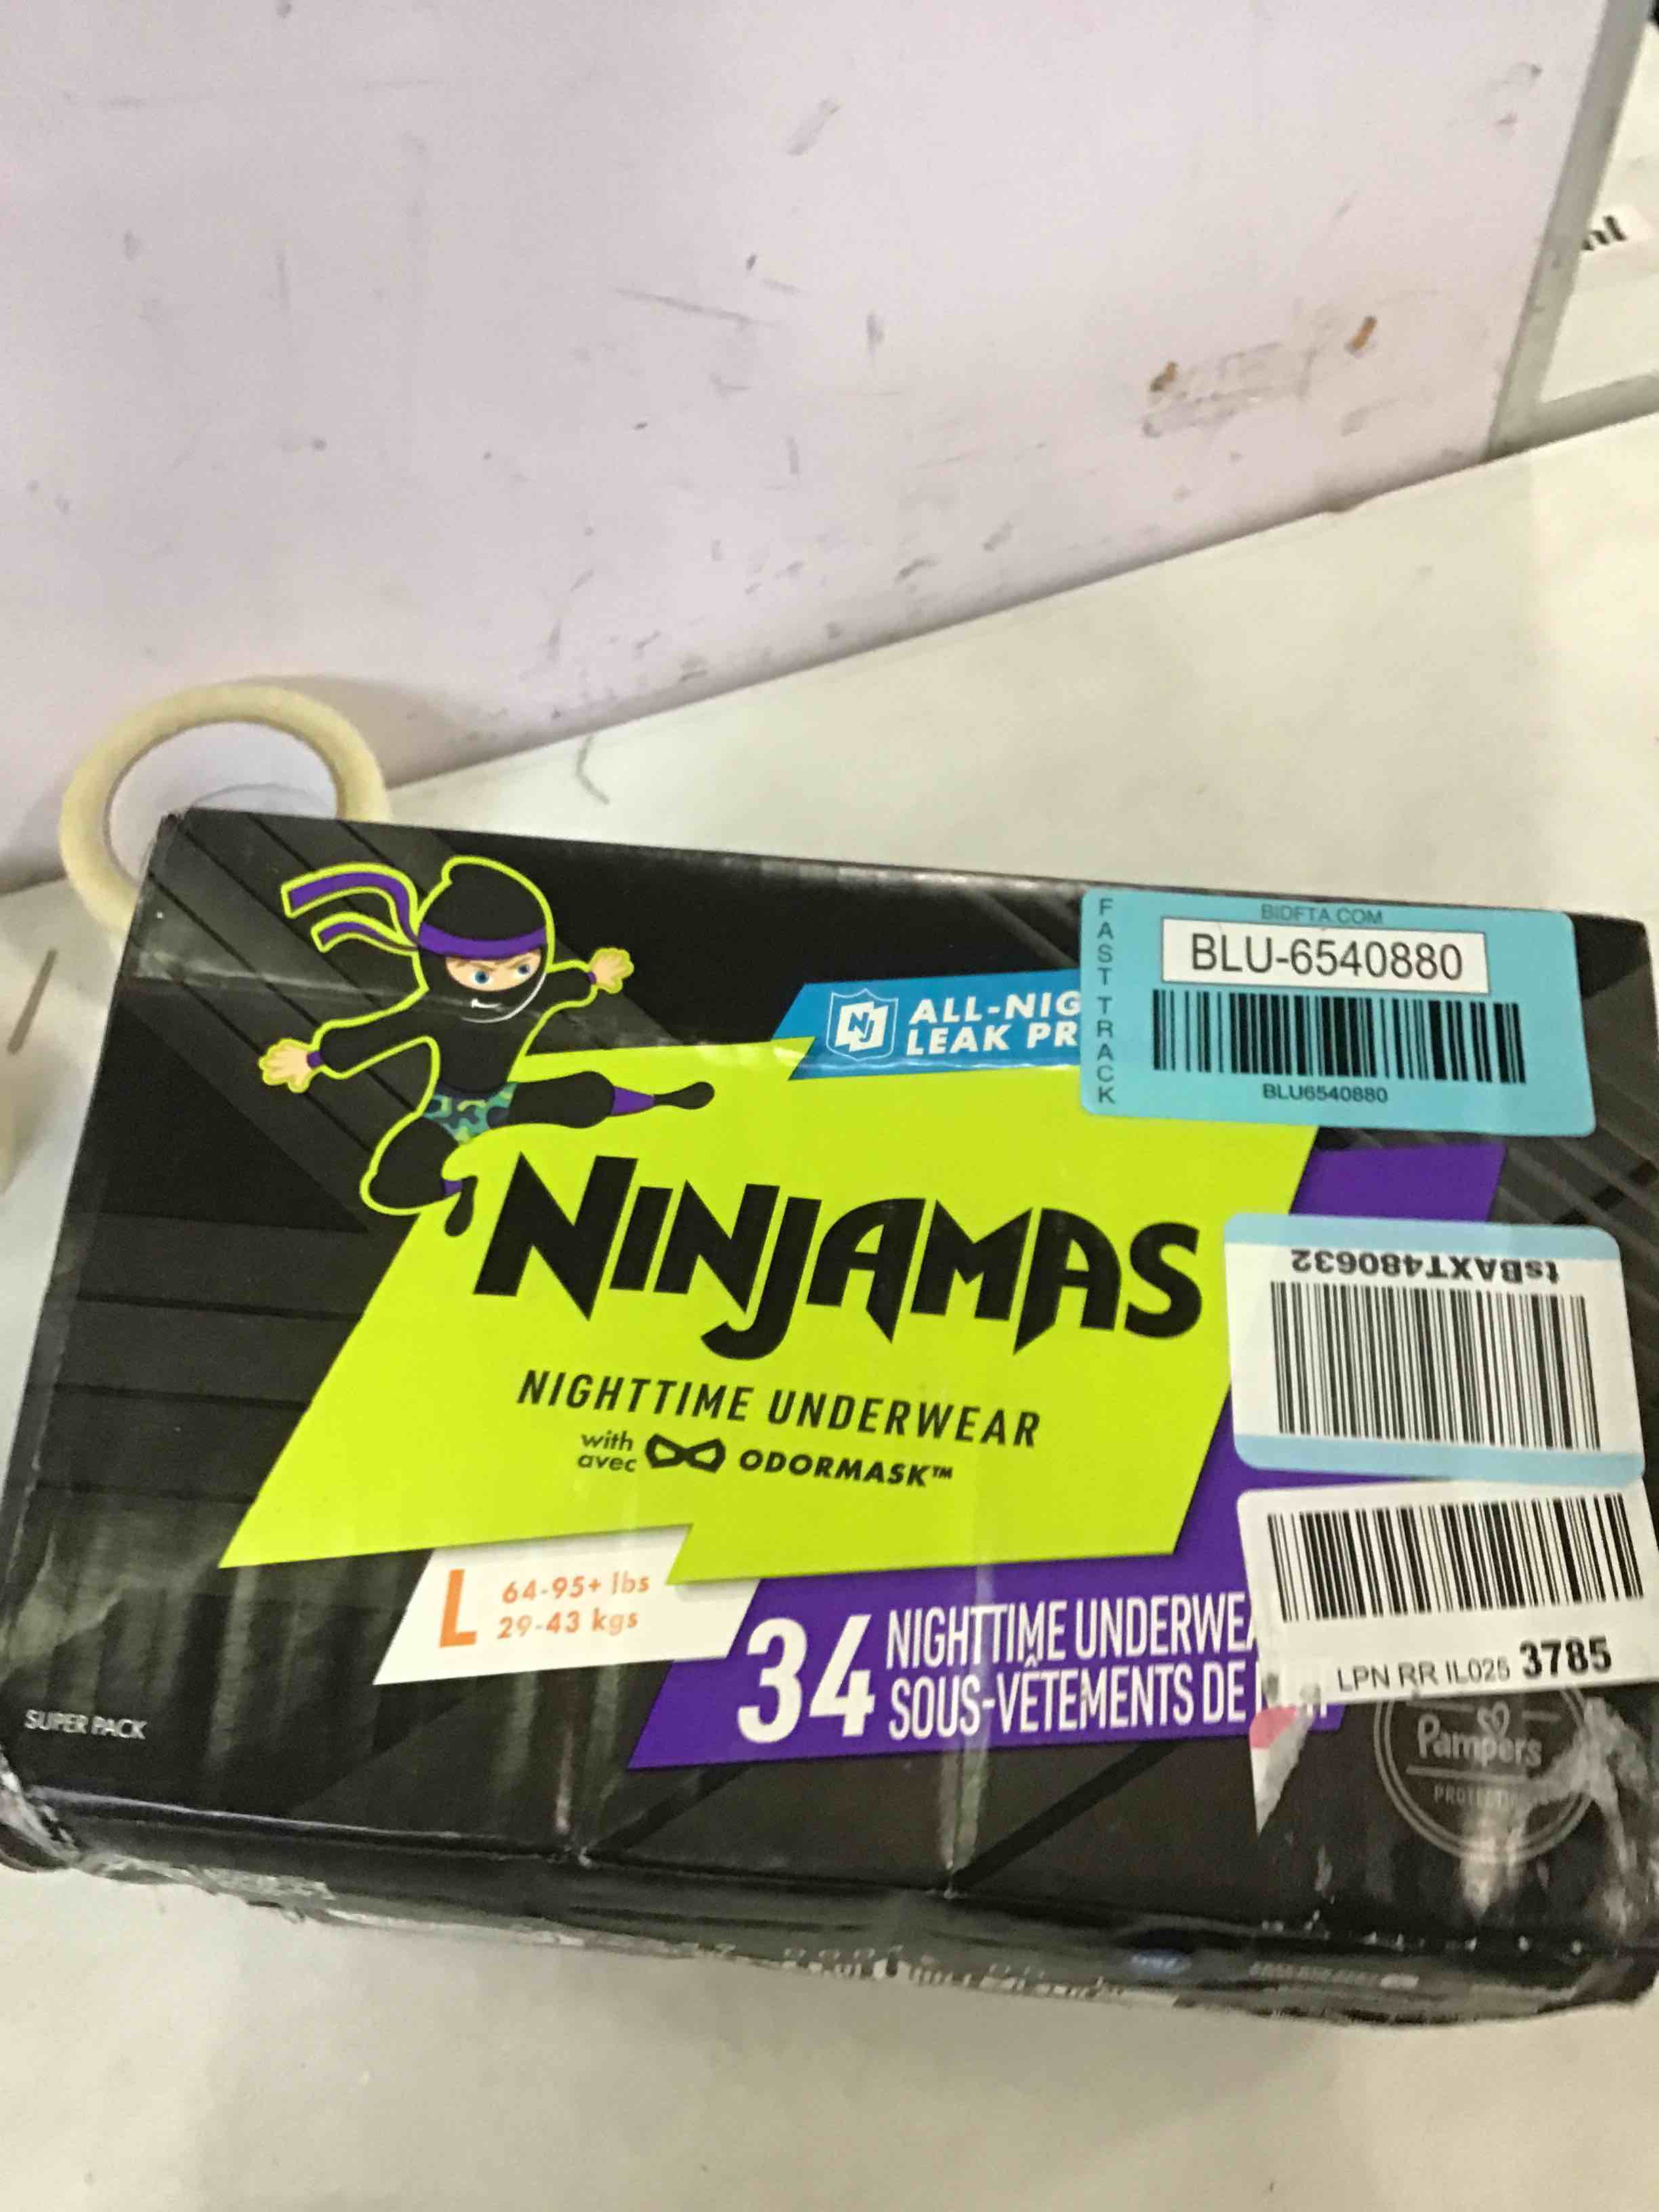 BIDFTA.COM
BLU-6540880
BLU6540880
FAST TRACK
NJ
ALL-NIG
LEAK PR
NINJAMAS
tsBAXT480632
NIGHTTIME UNDERWEAR
with
avec
ODORMASK™
L
64-95+ lbs
29-43 kgs
34
NIGHTTIME UNDERWEA
SOUS-VÊTEMENTS DE
LPN RR IL025 3785
SUPER PACK
Pampers